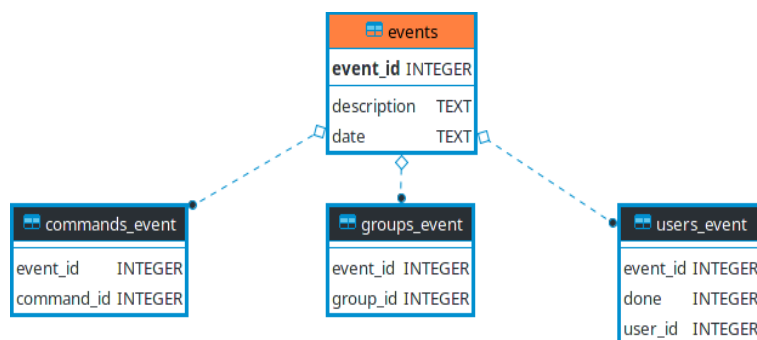 events
event_id INTEGER
description TEXT
date TEXT
commands_event
event_id INTEGER
command_id INTEGER
groups_event
event_id INTEGER
group_id INTEGER
users_event
event_id INTEGER
done INTEGER
user_id INTEGER